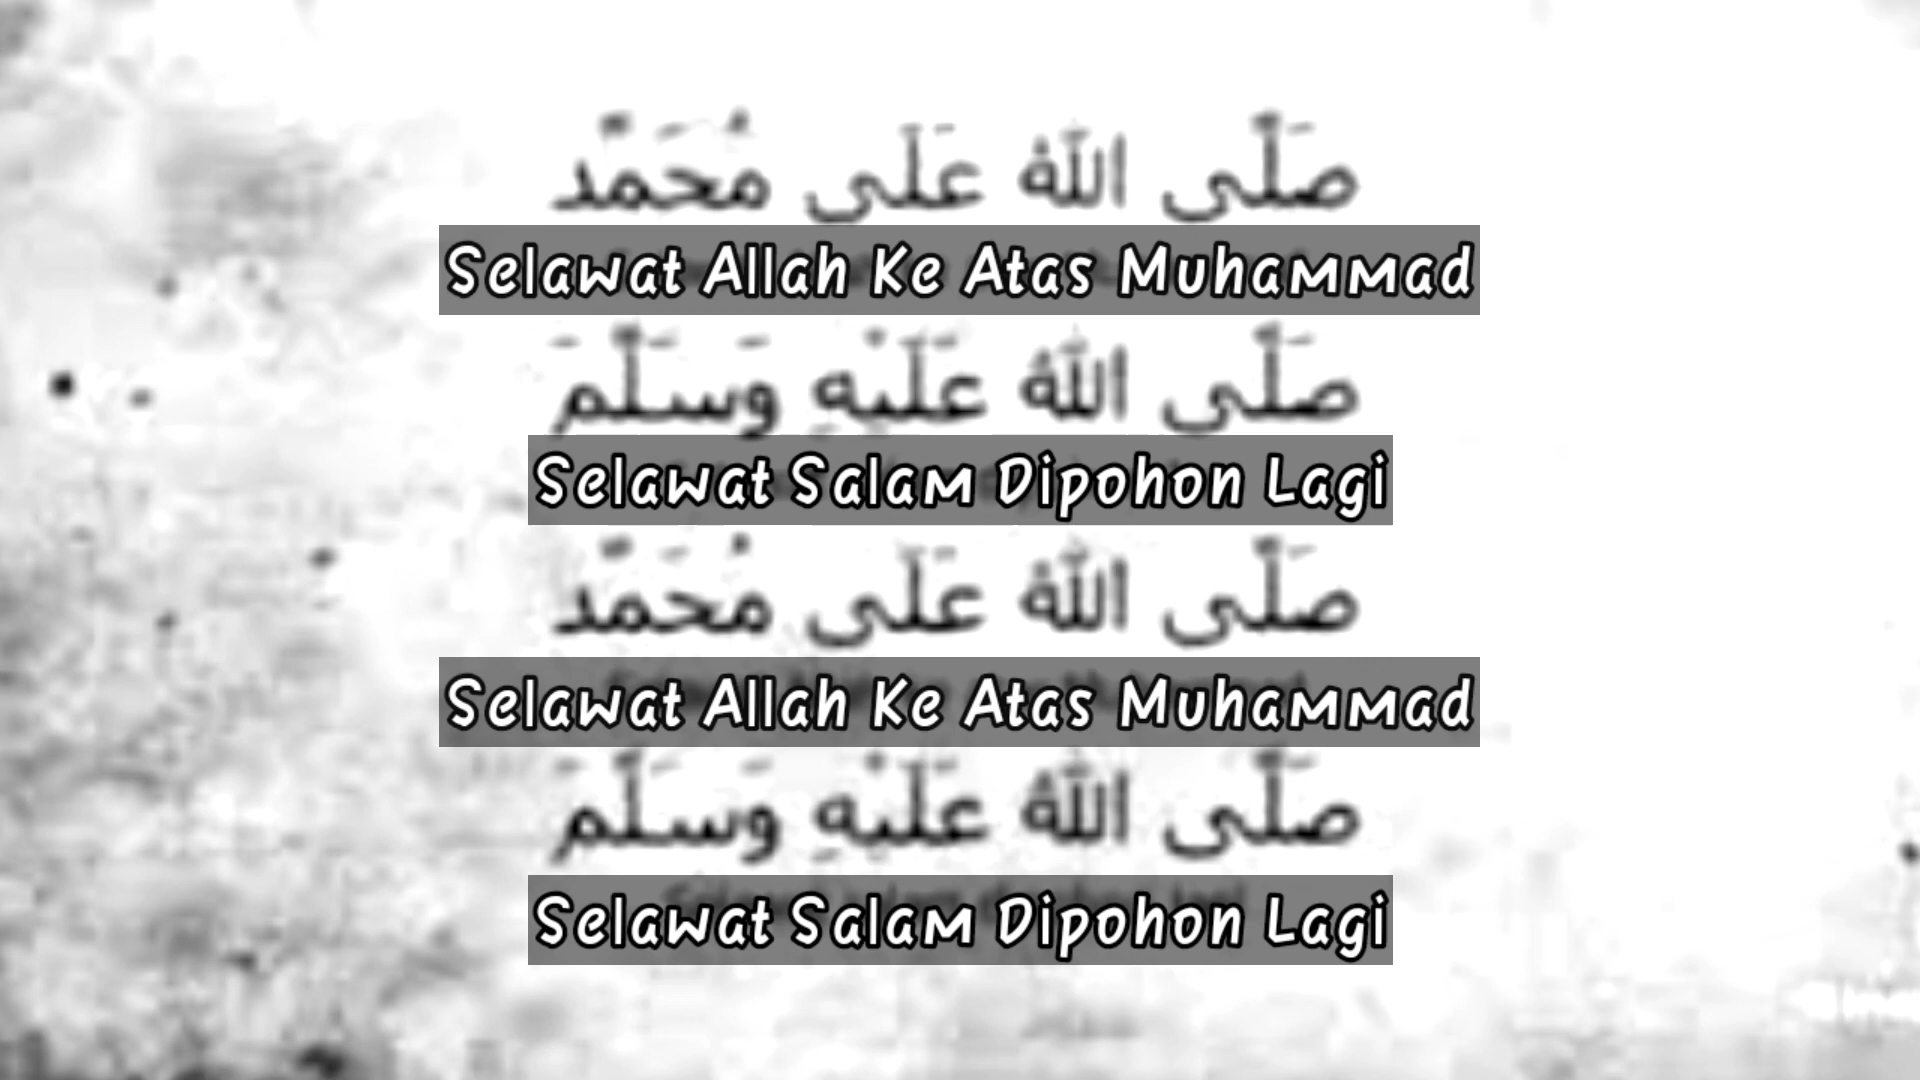 صَلَّى اللهُ عَلَى مُحَمَّد
Selawat Allah Ke Atas Muhammad
صَلَّى اللهُ عَلَيْهِ وَسَلَّمَ
Selawat Salam Dipohon Lagi
صَلَّى اللهُ عَلَى مُحَمَّد
Selawat Allah Ke Atas Muhammad
صَلَّى اللهُ عَلَيْهِ وَسَلَّمَ
Selawat Salam Dipohon Lagi